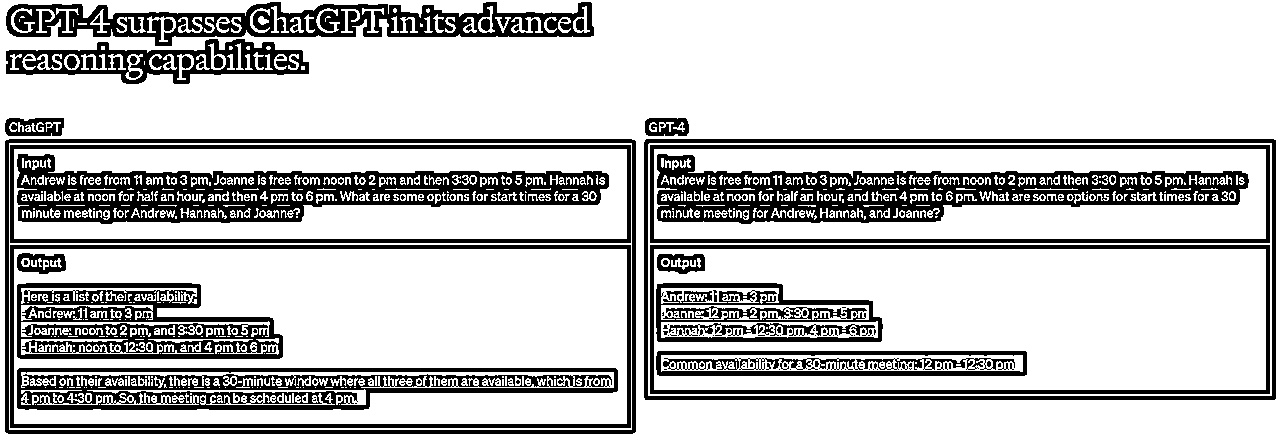 GPT-4 surpasses ChatGPT in its advanced
reasoning capabilities.
ChatGPT
Input
Andrew is free from 11 am to 3 pm, Joanne is free from noon to 2 pm and then 3:30 pm to 5 pm. Hannah is
available at noon for half an hour, and then 4 pm to 6 pm. What are some options for start times for a 30
minute meeting for Andrew, Hannah, and Joanne?
Output
Here is a list of their availability:
- Andrew: 11 am to 3 pm
- Joanne: noon to 2 pm, and 3:30 pm to 5 pm
- Hannah: noon to 12:30 pm, and 4 pm to 6 pm
Based on their availability, there is a 30-minute window where all three of them are available, which is from
4 pm to 4:30 pm. So, the meeting can be scheduled at 4 pm.
GPT-4
Input
Andrew is free from 11 am to 3 pm, Joanne is free from noon to 2 pm and then 3:30 pm to 5 pm. Hannah is
available at noon for half an hour, and then 4 pm to 6 pm. What are some options for start times for a 30
minute meeting for Andrew, Hannah, and Joanne?
Output
Andrew: 11 am - 3 pm
Joanne: 12 pm - 2 pm, 3:30 pm - 5 pm
Hannah: 12 pm - 12:30 pm, 4 pm - 6 pm
Common availability for a 30-minute meeting: 12 pm - 12:30 pm